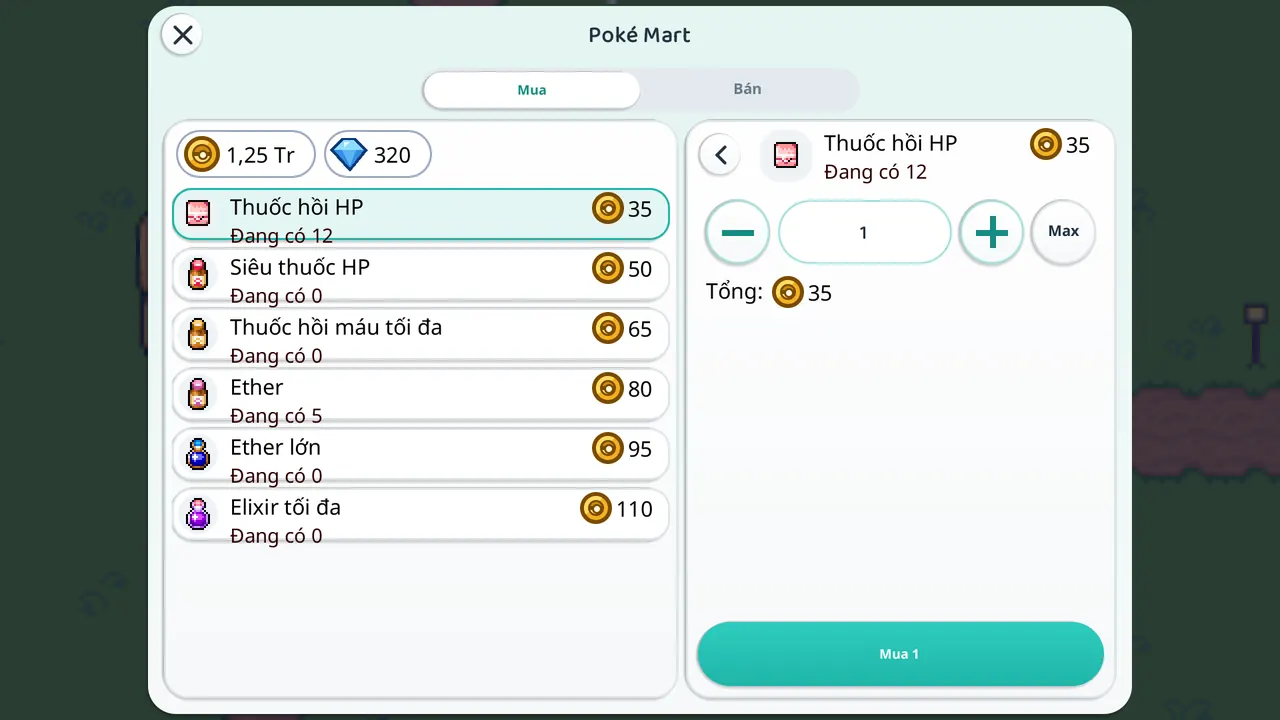 Poké Mart
Mua
Bán
1,25 Tr
320
Thuốc hồi HP
35
Đang có 12
Siêu thuốc HP
50
Đang có 0
Thuốc hồi máu tối đa
65
Đang có 0
Ether
80
Đang có 5
Ether lớn
95
Đang có 0
Elixir tối đa
110
Đang có 0
Thuốc hồi HP
35
Đang có 12
1
Max
Tổng: 35
Mua 1